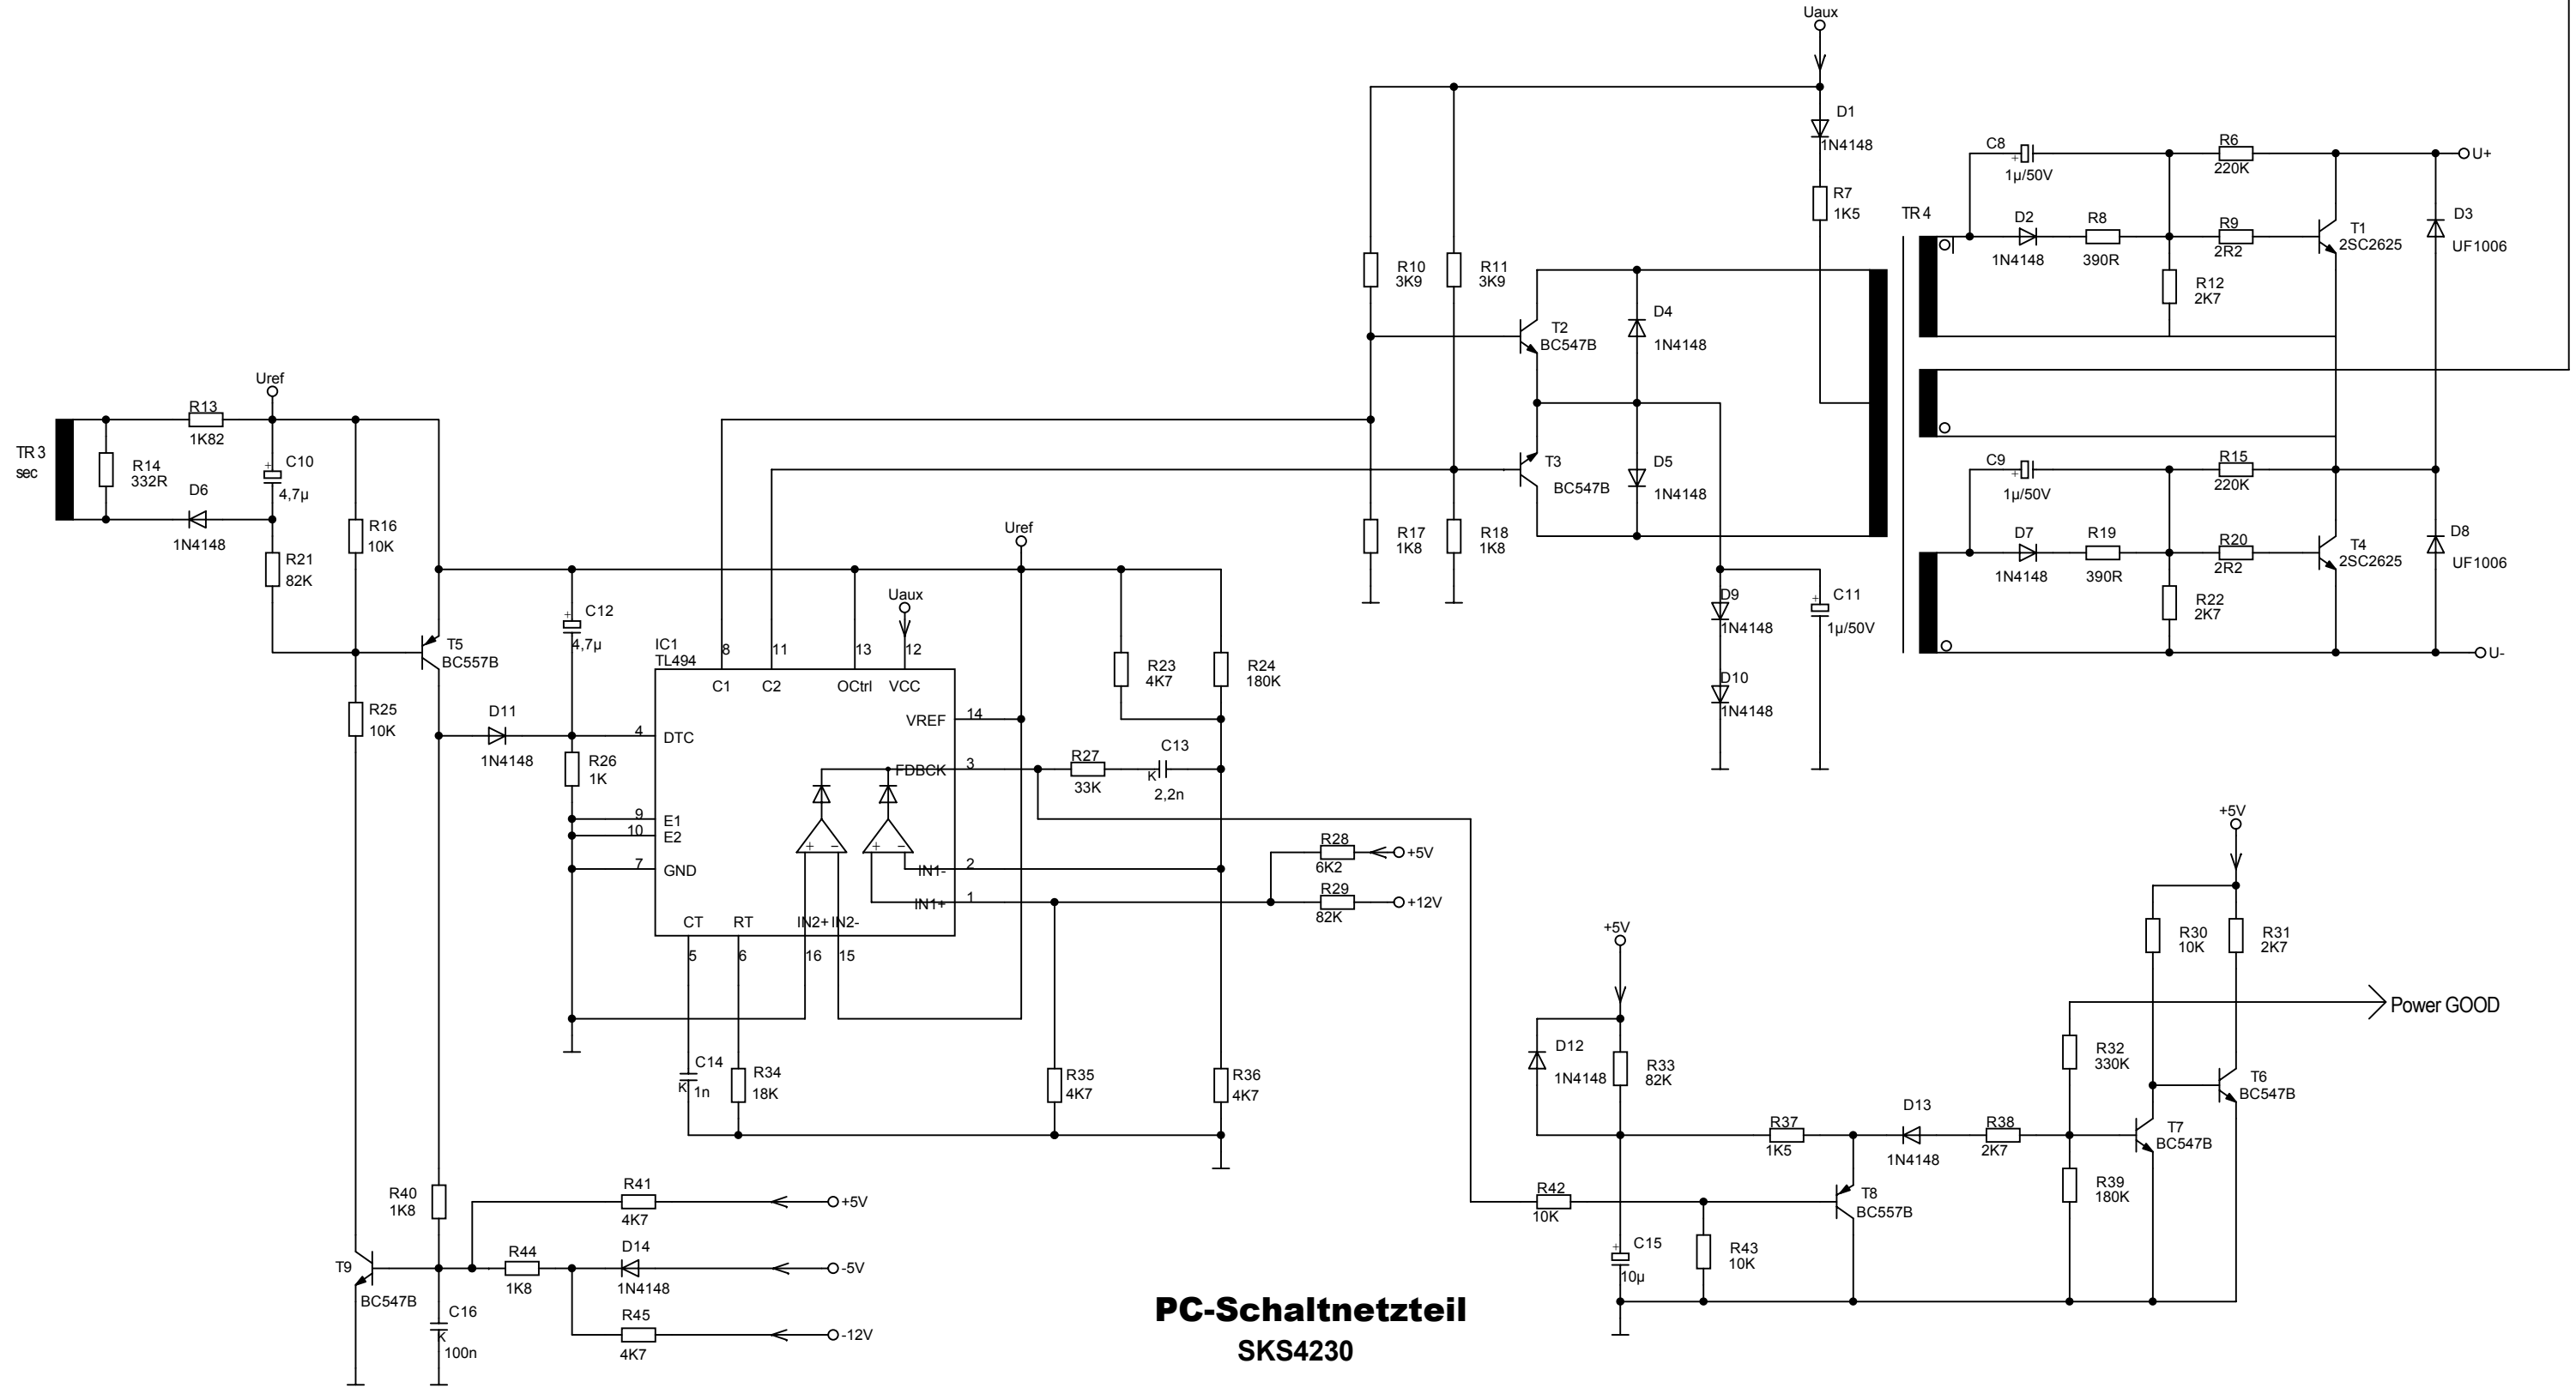 Uaux
D1
1N4148
R7
1K5
TR 4
C8
+
1µ/50V
R6
220K
U+
D2
1N4148
R8
390R
R9
2R2
T1
2SC2625
D3
UF1006
R12
2K7
R10
3K9
R11
3K9
T2
BC547B
D4
1N4148
T3
BC547B
D5
1N4148
R17
1K8
R18
1K8
C9
+
1µ/50V
R15
220K
D7
1N4148
R19
390R
R20
2R2
T4
2SC2625
D8
UF1006
R22
2K7
U-
D9
1N4148
D10
1N4148
C11
+
1µ/50V
Uref
TR 3
sec
R13
1K82
R14
332R
D6
1N4148
C10
+
4,7µ
R16
10K
R21
82K
T5
BC557B
R25
10K
D11
1N4148
C12
+
4,7µ
R26
1K
Uref
Uaux
IC1
TL494
8
11
13
12
C1
C2
OCtrl
VCC
VREF
14
4
DTC
FDBCK
3
9
E1
10
E2
7
GND
+
−
+
−
IN1-
2
IN1+
1
CT
RT
IN2+
IN2-
5
6
16
15
R23
4K7
R24
180K
R27
33K
C13
K
2,2n
R28
6K2
+5V
R29
82K
+12V
C14
K
1n
R34
18K
R35
4K7
R36
4K7
R40
1K8
R41
4K7
+5V
R44
1K8
D14
1N4148
-5V
R45
4K7
-12V
T9
BC547B
C16
K
100n
+5V
D12
1N4148
R33
82K
R37
1K5
D13
1N4148
R38
2K7
R42
10K
T8
BC557B
C15
+
10µ
R43
10K
+5V
R30
10K
R31
2K7
Power GOOD
R32
330K
T6
BC547B
T7
BC547B
R39
180K
PC-Schaltnetzteil
SKS4230